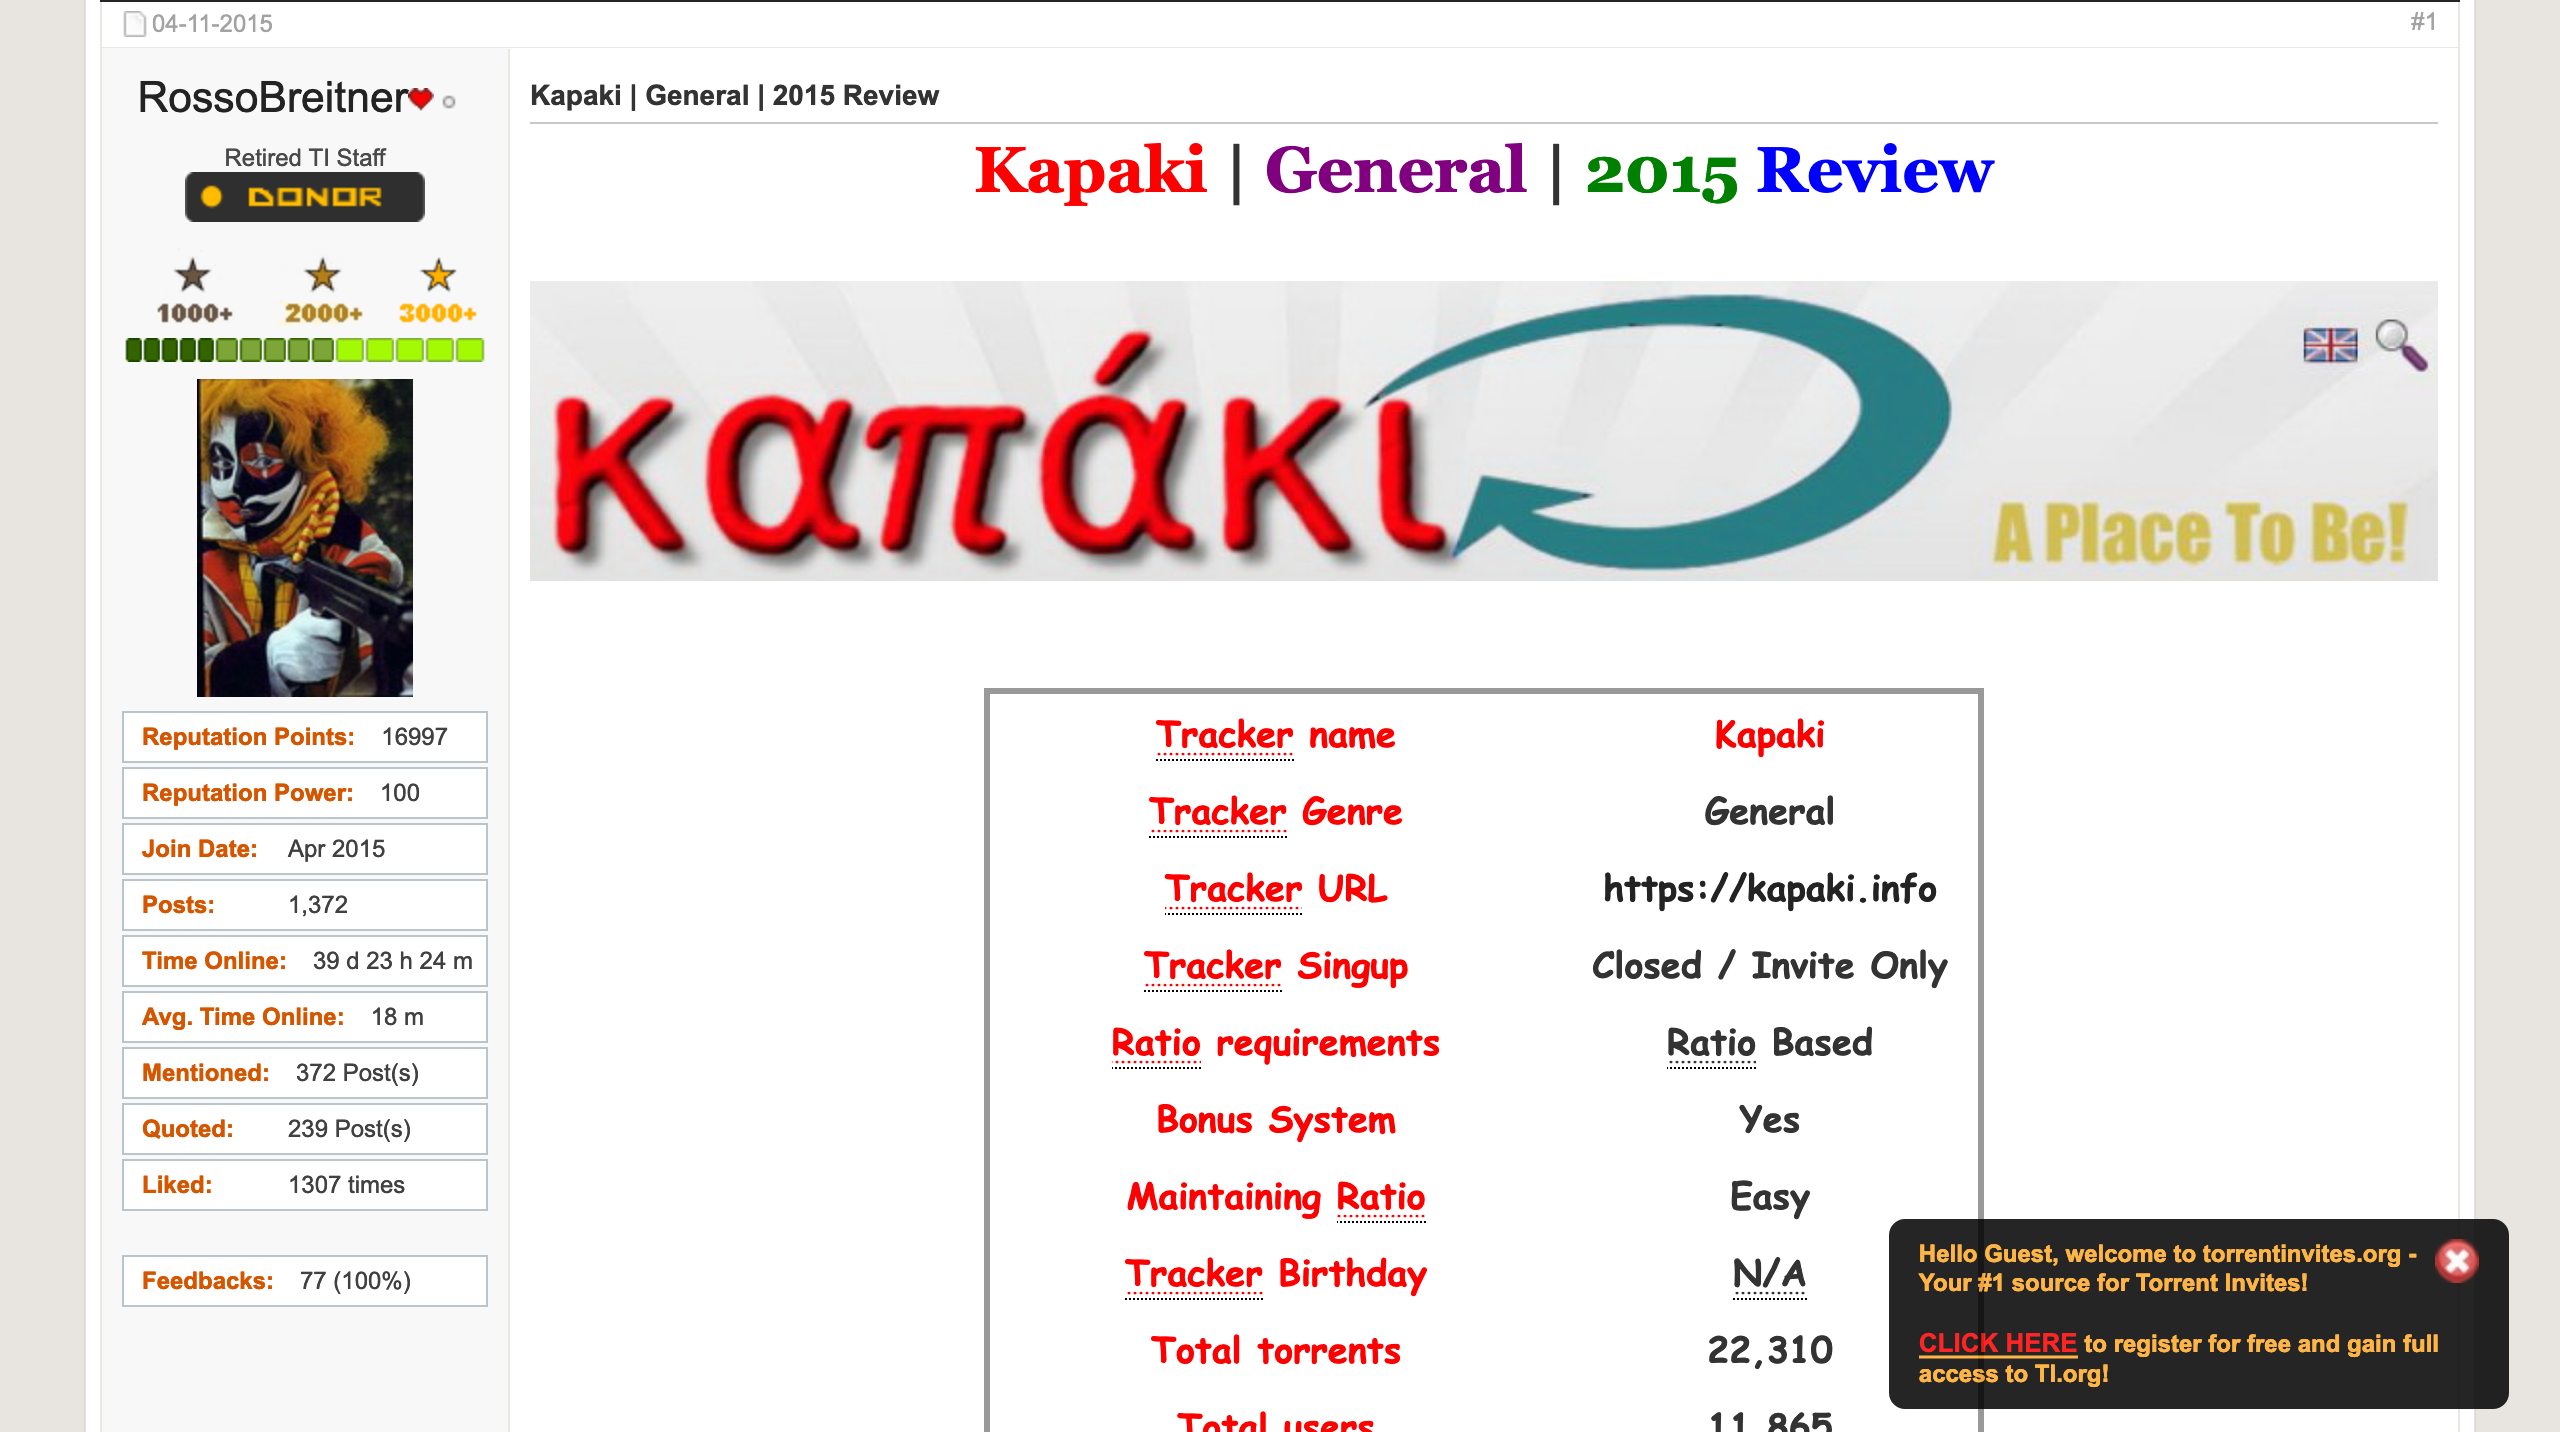 04-11-2015
#1
RossoBreitner
Retired TI Staff
DONOR
1000+ 2000+ 3000+
Reputation Points: 16997
Reputation Power: 100
Join Date: Apr 2015
Posts: 1,372
Time Online: 39 d 23 h 24 m
Avg. Time Online: 18 m
Mentioned: 372 Post(s)
Quoted: 239 Post(s)
Liked: 1307 times
Feedbacks: 77 (100%)
Kapaki | General | 2015 Review
Kapaki | General | 2015 Review
καπάκι
A Place To Be!
Tracker name Kapaki
Tracker Genre General
Tracker URL https://kapaki.info
Tracker Singup Closed / Invite Only
Ratio requirements Ratio Based
Bonus System Yes
Maintaining Ratio Easy
Tracker Birthday N/A
Total torrents 22,310
Total users 11,865
Hello Guest, welcome to torrentinvites.org -
Your #1 source for Torrent Invites!
CLICK HERE to register for free and gain full
access to TI.org!